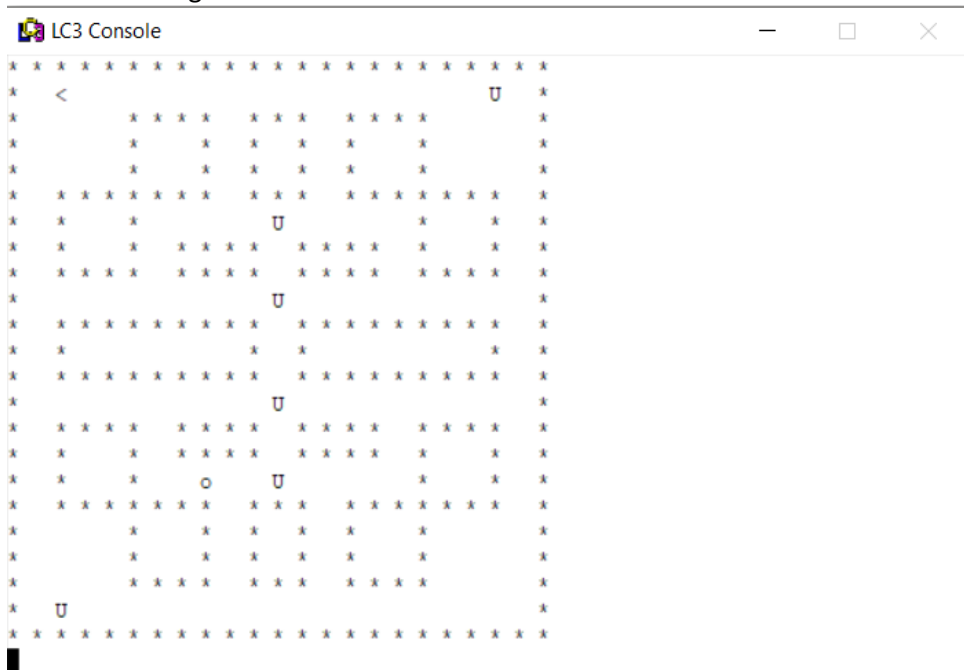 LC3 Console
* * * * * * * * * * * * * * * * * * * * * * *
*   <                                   U   *
*         * * * *   * * *   * * * *         *
*         *     *   *   *   *     *         *
*         *     *   *   *   *     *         *
*   * * * * * * *   * * *   * * * * * * *   *
*   *     *           U           *     *   *
*   *     *   * * * *   * * * *   *     *   *
*   * * * *   * * * *   * * * *   * * * *   *
*                     U                     *
*   * * * * * * * * *   * * * * * * * * *   *
*   *               *   *               *   *
*   * * * * * * * * *   * * * * * * * * *   *
*                     U                     *
*   * * * *   * * * *   * * * *   * * * *   *
*   *     *   * * * *   * * * *   *     *   *
*   *     *     o     U           *     *   *
*   * * * * * * *   * * *   * * * * * * *   *
*         *     *   *   *   *     *         *
*         *     *   *   *   *     *         *
*         * * * *   * * *   * * * *         *
*   U                                       *
* * * * * * * * * * * * * * * * * * * * * * *